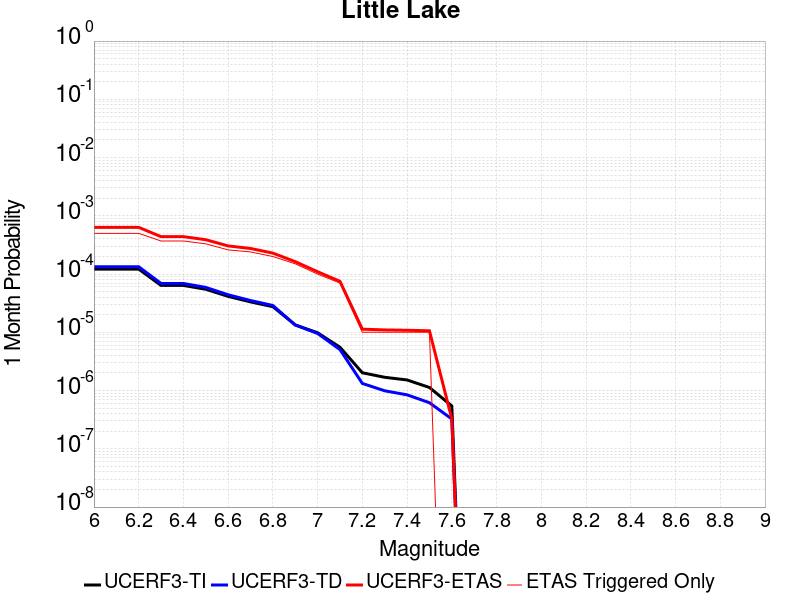 Little Lake
10 0
10 -1
10 -2
10 -3
10 -4
10 -5
10 -6
10 -7
10 -8
1 Month Probability
6 6.2 6.4 6.6 6.8 7 7.2 7.4 7.6 7.8 8 8.2 8.4 8.6 8.8 9
Magnitude
UCERF3-TI UCERF3-TD UCERF3-ETAS ETAS Triggered Only